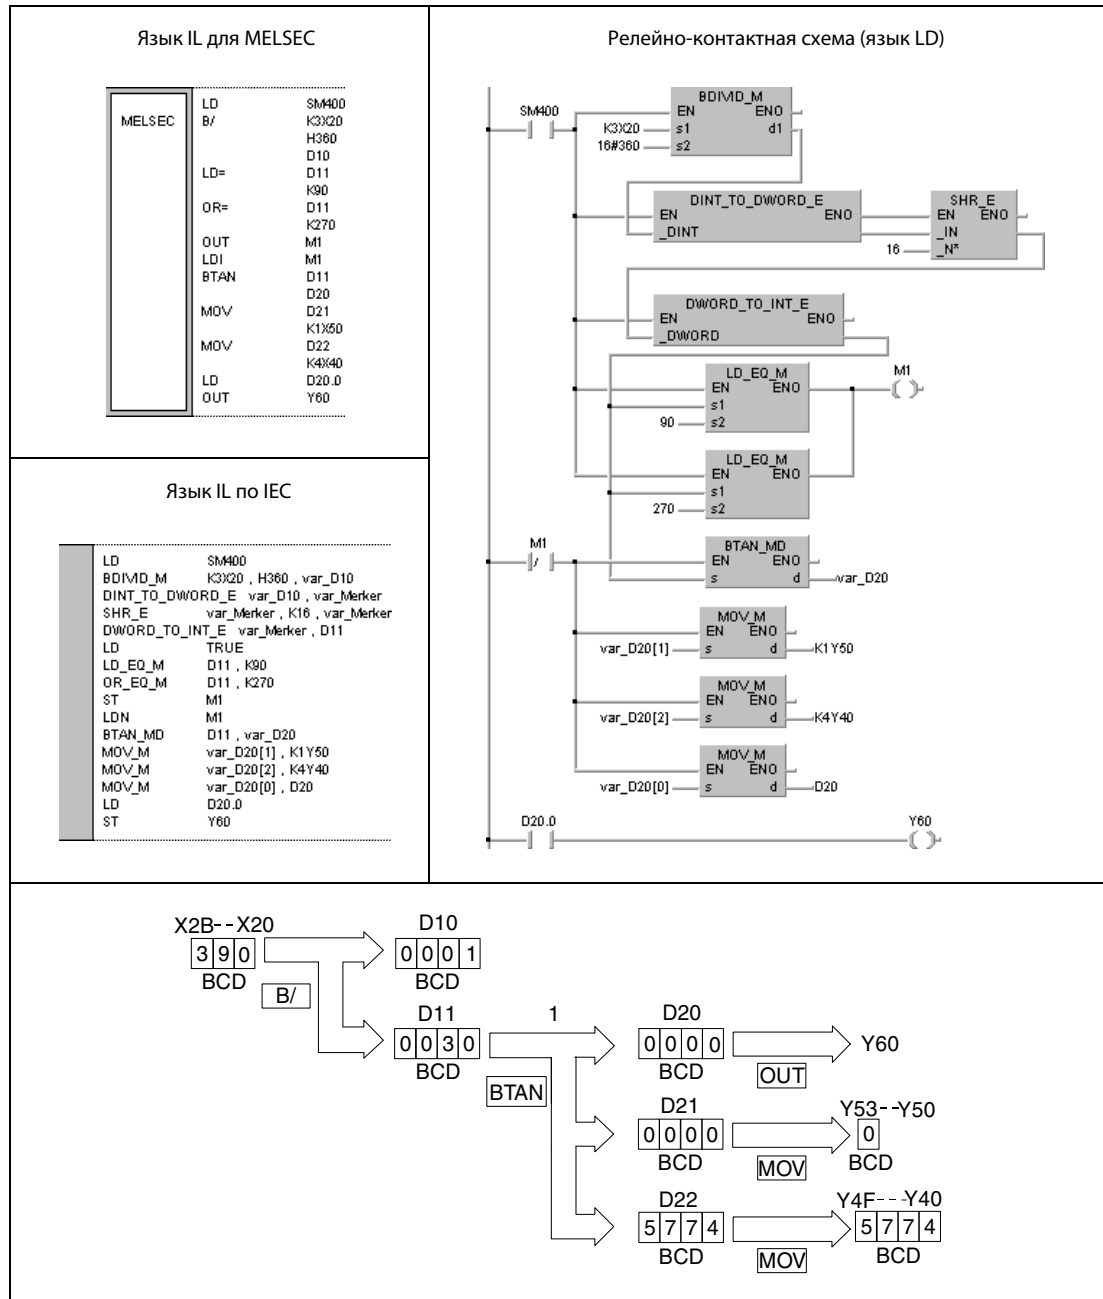 Язык IL для MELSEC
MELSEC
LD SM400
B/ K3X20
H360
D10
LD= D11
K90
OR= D11
K270
OUT M1
LDI M1
BTAN D11
D20
MOV D21
K1X50
MOV D22
K4X40
LD D20.0
OUT Y60
Язык IL по IEC
LD SM400
BDIVID_M K3X20 , H360 , var_D10
DINT_TO_DWORD_E var_D10 , var_Merker
SHR_E var_Merker , K16 , var_Merker
DWORD_TO_INT_E var_Merker , D11
LD TRUE
LD_EQ_M D11 , K90
OR_EQ_M D11 , K270
ST M1
LDN M1
BTAN_MD D11 , var_D20
MOV_M var_D20[1] , K1Y50
MOV_M var_D20[2] , K4Y40
MOV_M var_D20[0] , D20
LD D20.0
ST Y60
Релейно-контактная схема (язык LD)
SM400
BDIVID_M
EN ENO
K3X20 s1 d1
16#360 s2
DINT_TO_DWORD_E
EN ENO
_DINT
SHR_E
EN ENO
_IN
16 _N*
DWORD_TO_INT_E
EN ENO
_DWORD
LD_EQ_M
EN ENO
s1
90 s2
M1
LD_EQ_M
EN ENO
s1
270 s2
M1
BTAN_MD
EN ENO
s d var_D20
MOV_M
EN ENO
var_D20[1] s d K1Y50
MOV_M
EN ENO
var_D20[2] s d K4Y40
MOV_M
EN ENO
var_D20[0] s d D20
D20.0 Y60
X2B--X20 D10
3 9 0 0 0 0 1
BCD BCD
B/
D11 1 D20
0 0 3 0 0 0 0 0 Y60
BCD BCD
BTAN OUT
D21 Y53--Y50
0 0 0 0 0
BCD MOV BCD
D22 Y4F---Y40
5 7 7 4 5 7 7 4
BCD MOV BCD